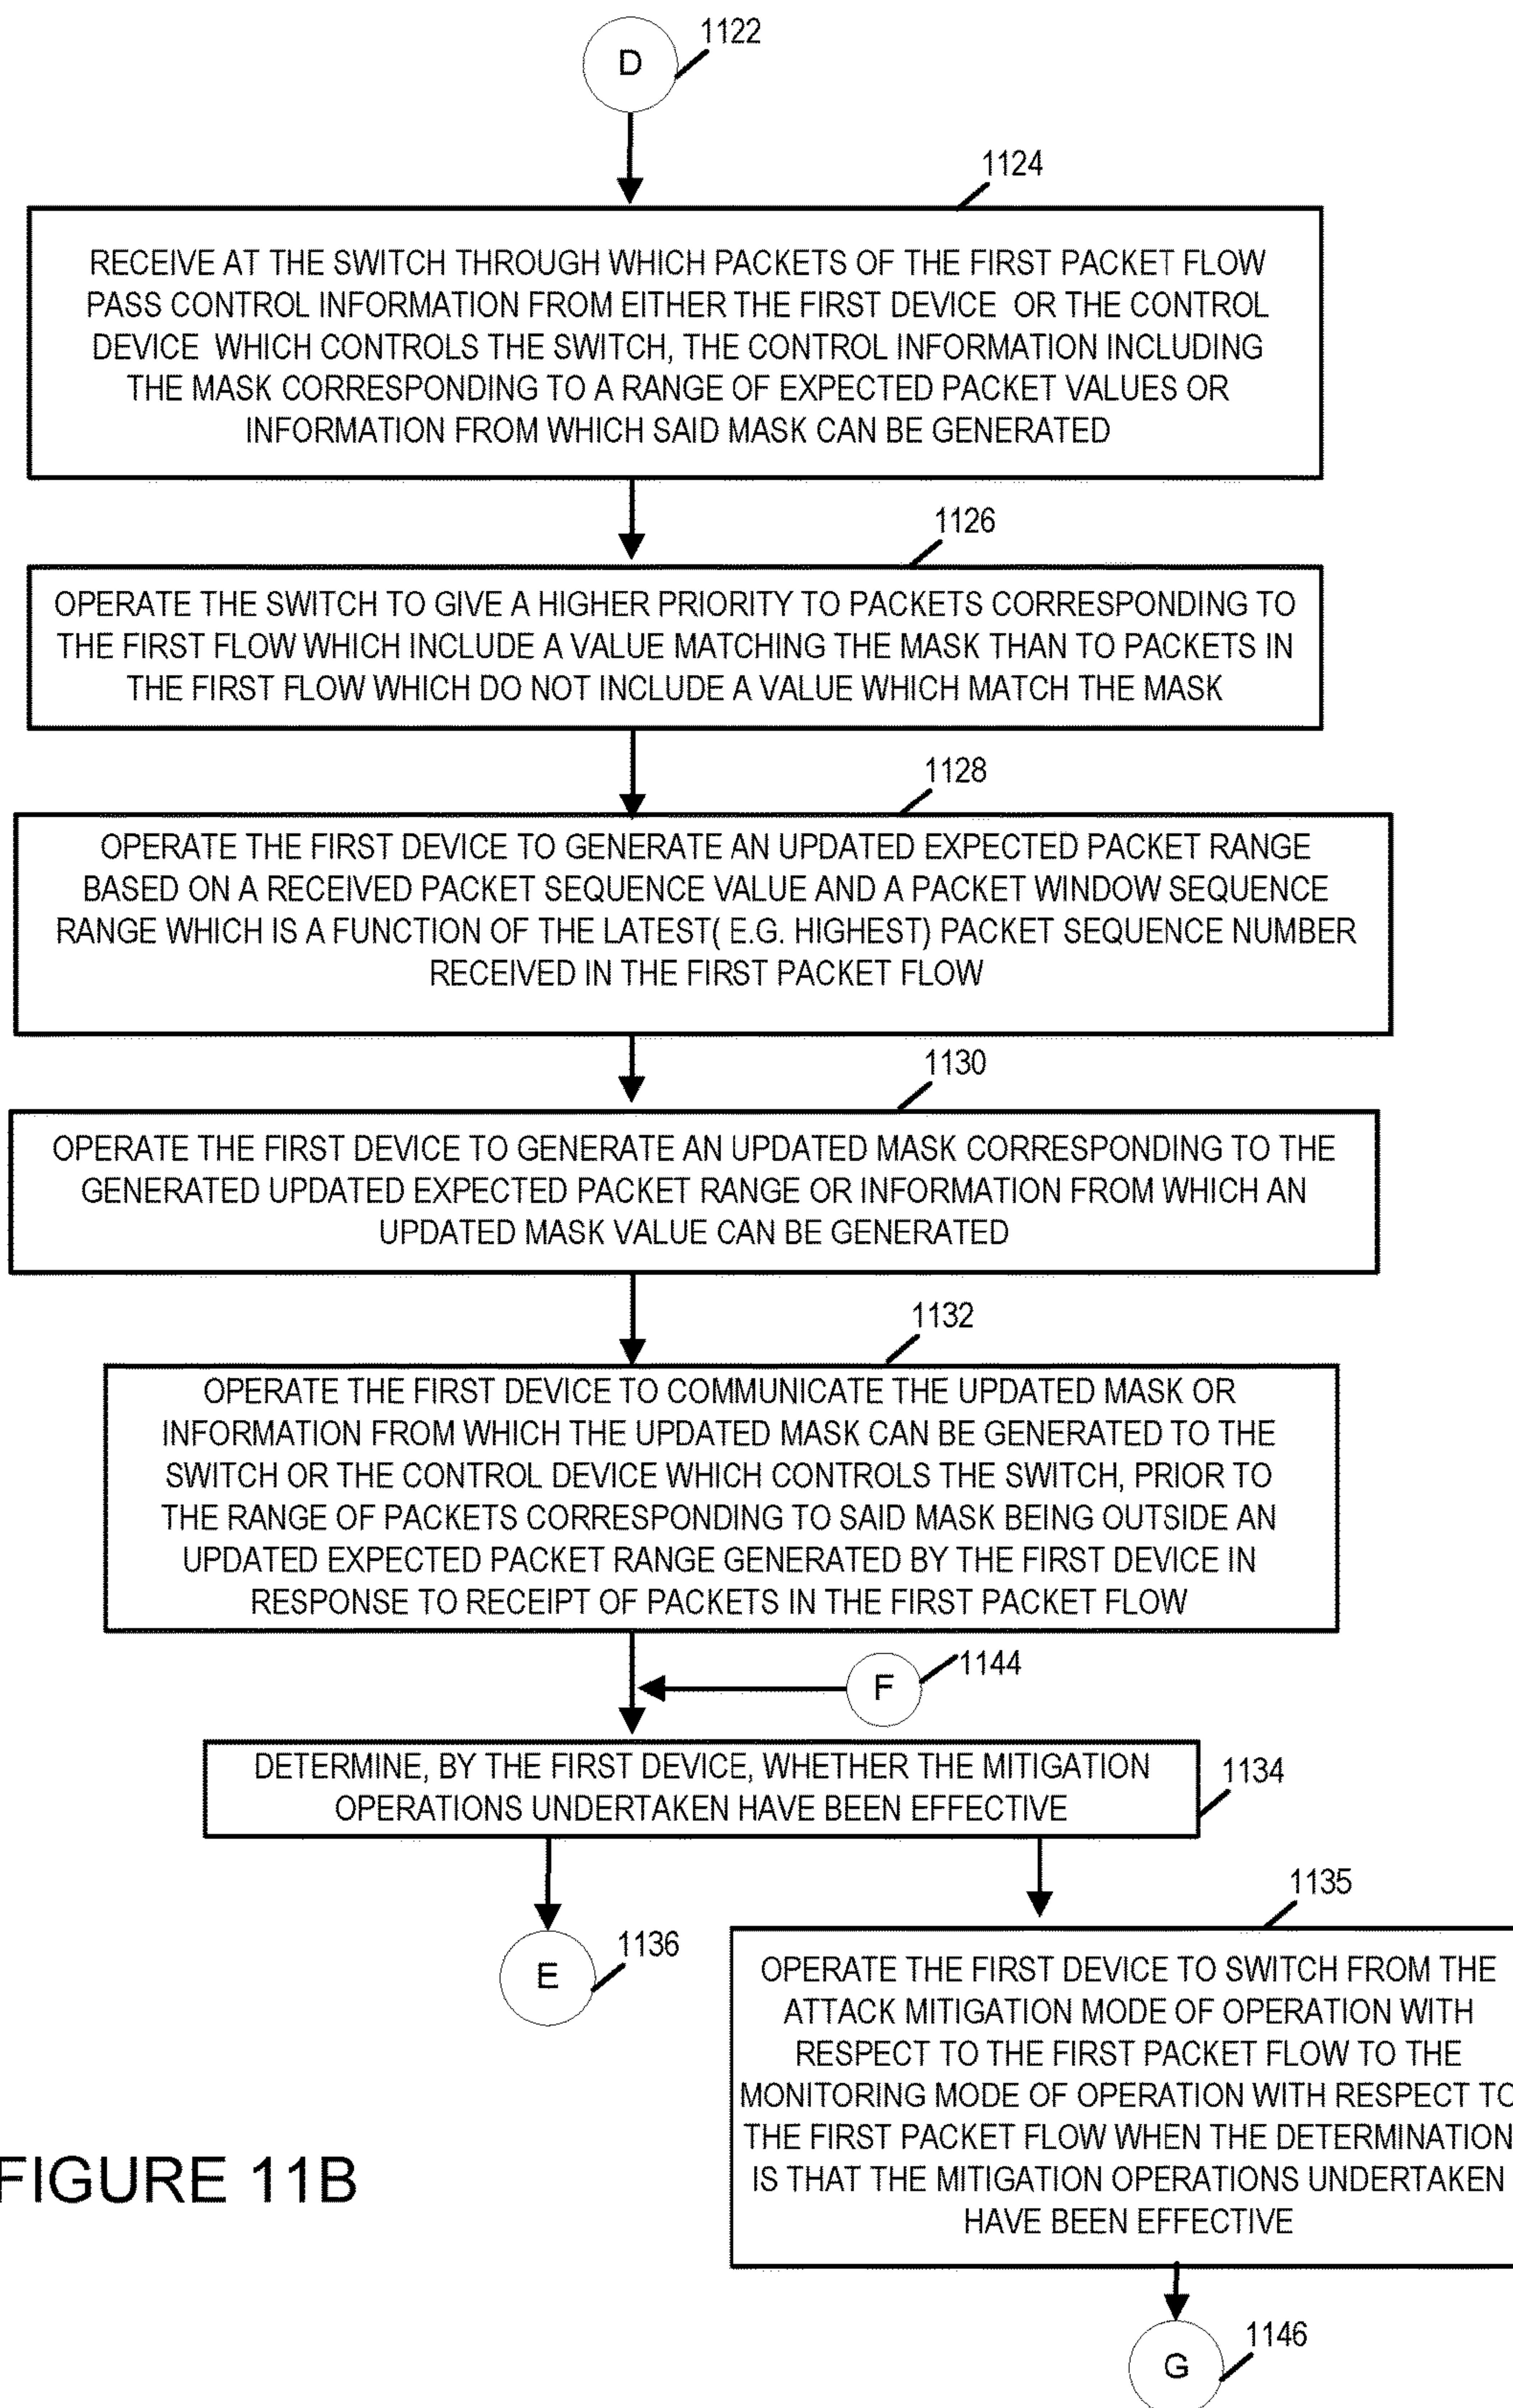 D
1122
1124
RECEIVE AT THE SWITCH THROUGH WHICH PACKETS OF THE FIRST PACKET FLOW
PASS CONTROL INFORMATION FROM EITHER THE FIRST DEVICE OR THE CONTROL
DEVICE WHICH CONTROLS THE SWITCH, THE CONTROL INFORMATION INCLUDING
THE MASK CORRESPONDING TO A RANGE OF EXPECTED PACKET VALUES OR
INFORMATION FROM WHICH SAID MASK CAN BE GENERATED
1126
OPERATE THE SWITCH TO GIVE A HIGHER PRIORITY TO PACKETS CORRESPONDING TO
THE FIRST FLOW WHICH INCLUDE A VALUE MATCHING THE MASK THAN TO PACKETS IN
THE FIRST FLOW WHICH DO NOT INCLUDE A VALUE WHICH MATCH THE MASK
1128
OPERATE THE FIRST DEVICE TO GENERATE AN UPDATED EXPECTED PACKET RANGE
BASED ON A RECEIVED PACKET SEQUENCE VALUE AND A PACKET WINDOW SEQUENCE
RANGE WHICH IS A FUNCTION OF THE LATEST( E.G. HIGHEST) PACKET SEQUENCE NUMBER
RECEIVED IN THE FIRST PACKET FLOW
1130
OPERATE THE FIRST DEVICE TO GENERATE AN UPDATED MASK CORRESPONDING TO THE
GENERATED UPDATED EXPECTED PACKET RANGE OR INFORMATION FROM WHICH AN
UPDATED MASK VALUE CAN BE GENERATED
1132
OPERATE THE FIRST DEVICE TO COMMUNICATE THE UPDATED MASK OR
INFORMATION FROM WHICH THE UPDATED MASK CAN BE GENERATED TO THE
SWITCH OR THE CONTROL DEVICE WHICH CONTROLS THE SWITCH, PRIOR TO
THE RANGE OF PACKETS CORRESPONDING TO SAID MASK BEING OUTSIDE AN
UPDATED EXPECTED PACKET RANGE GENERATED BY THE FIRST DEVICE IN
RESPONSE TO RECEIPT OF PACKETS IN THE FIRST PACKET FLOW
F
1144
DETERMINE, BY THE FIRST DEVICE, WHETHER THE MITIGATION
OPERATIONS UNDERTAKEN HAVE BEEN EFFECTIVE
1134
E
1136
1135
OPERATE THE FIRST DEVICE TO SWITCH FROM THE
ATTACK MITIGATION MODE OF OPERATION WITH
RESPECT TO THE FIRST PACKET FLOW TO THE
MONITORING MODE OF OPERATION WITH RESPECT TO
THE FIRST PACKET FLOW WHEN THE DETERMINATION
IS THAT THE MITIGATION OPERATIONS UNDERTAKEN
HAVE BEEN EFFECTIVE
G
1146
FIGURE 11B